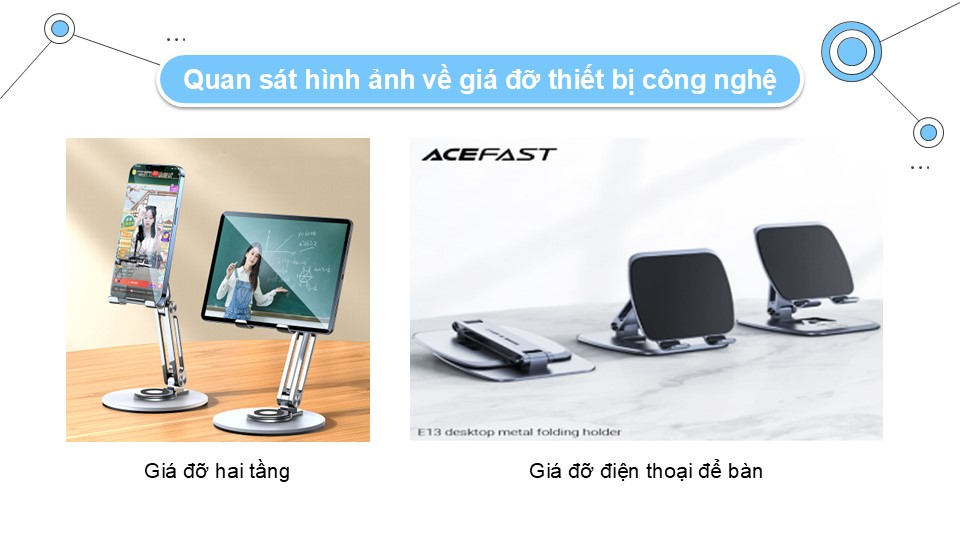 Quan sát hình ảnh về giá đỡ thiết bị công nghệ
ACEFAST
E13 desktop metal folding holder
Giá đỡ hai tầng
Giá đỡ điện thoại để bàn